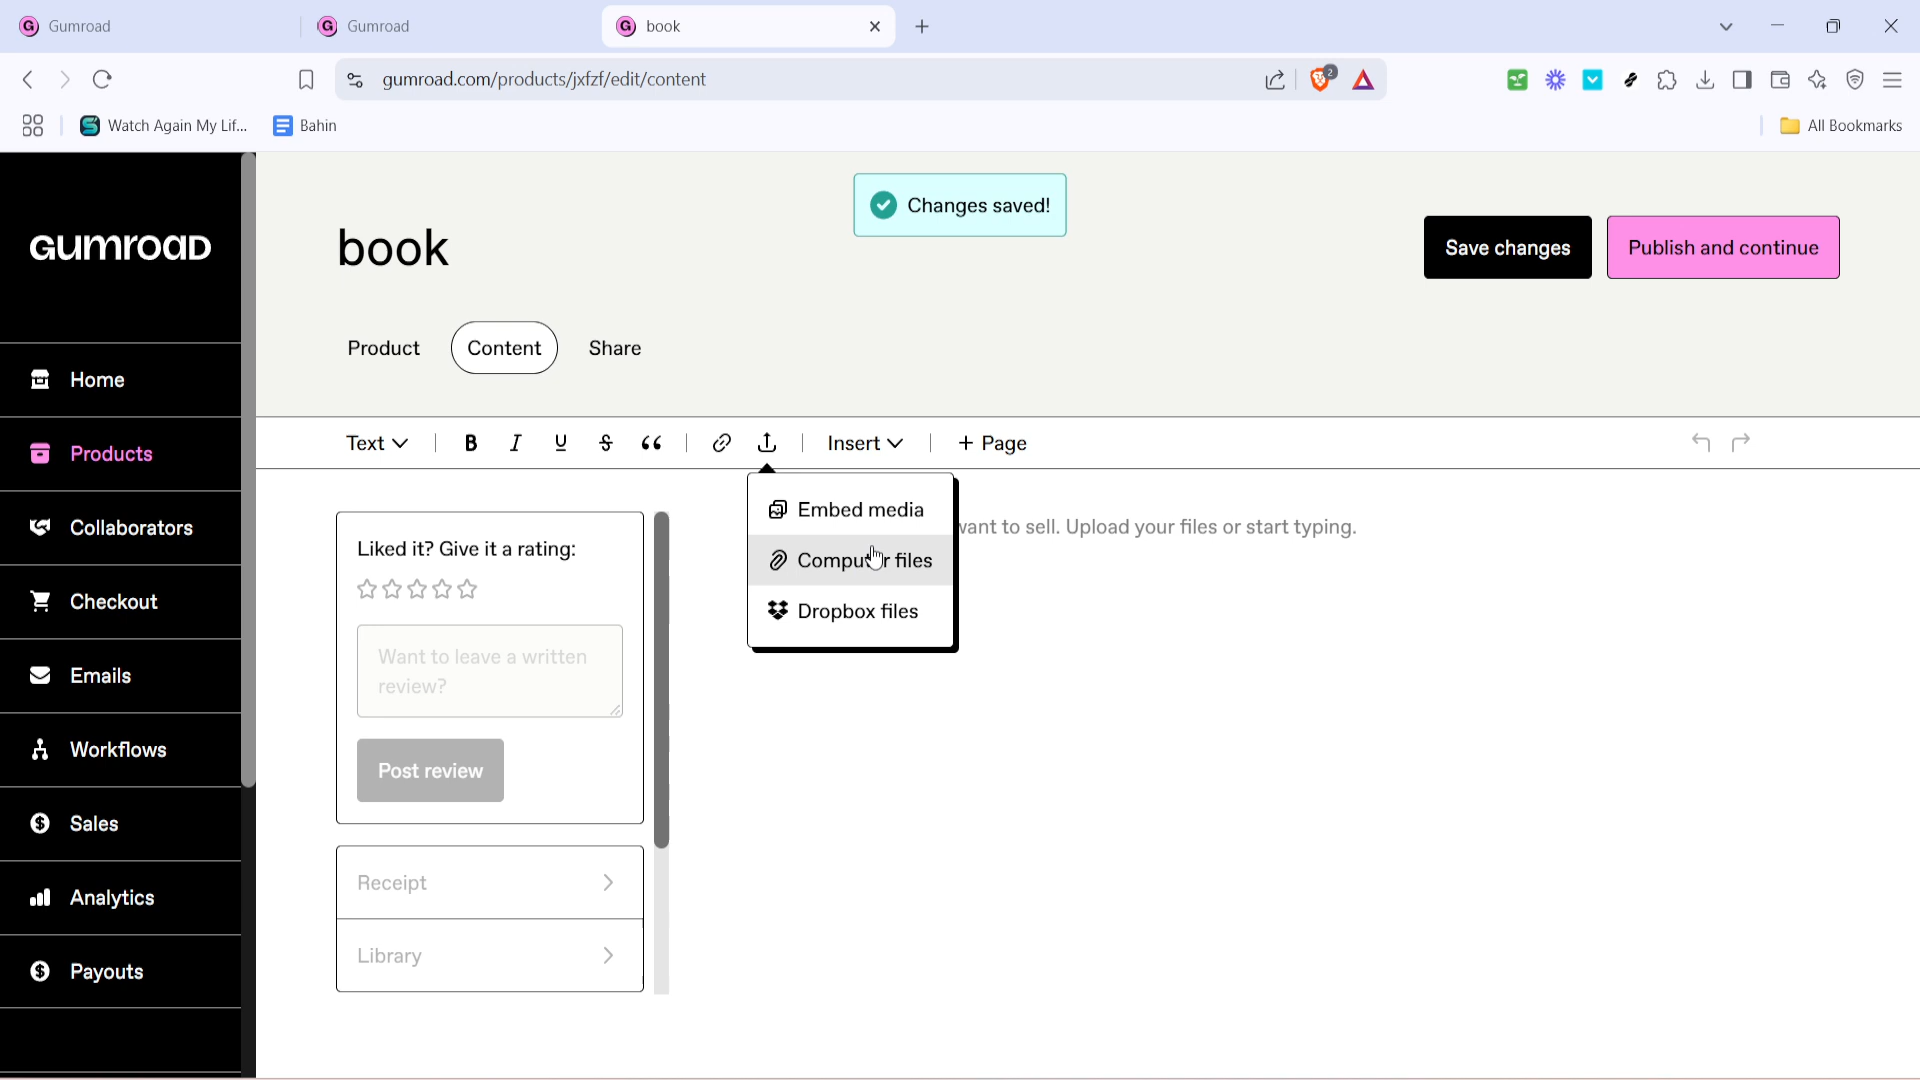 Gumroad
Gumroad
book
gumroad.com/products/jxfzf/edit/content
2
Watch Again My Lif...
Bahin
All Bookmarks
GUMROAD
Changes saved!
book
Save changes
Publish and continue
Product
Content
Share
Home
Products
Collaborators
Checkout
Emails
Workflows
Sales
Analytics
Payouts
Text
B I U S
Insert
+ Page
Embed media
Computer files
Dropbox files
want to sell. Upload your files or start typing.
Liked it? Give it a rating:
Want to leave a written
review?
Post review
Receipt
Library